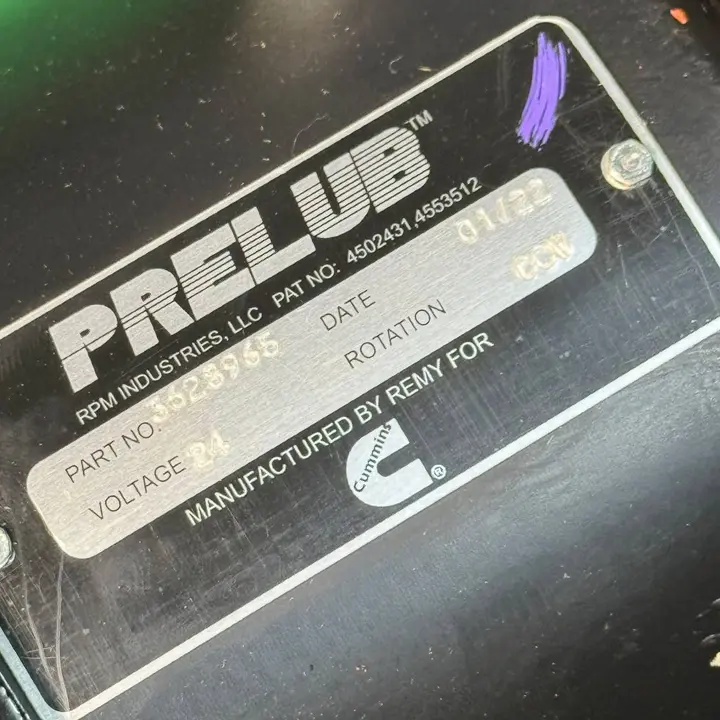 PRELUB™
RPM INDUSTRIES, LLC PAT NO: 4502431,4553512
PART NO. 3628965 DATE 01/22
VOLTAGE 24 ROTATION CCW
MANUFACTURED BY REMY FOR
Cummins®